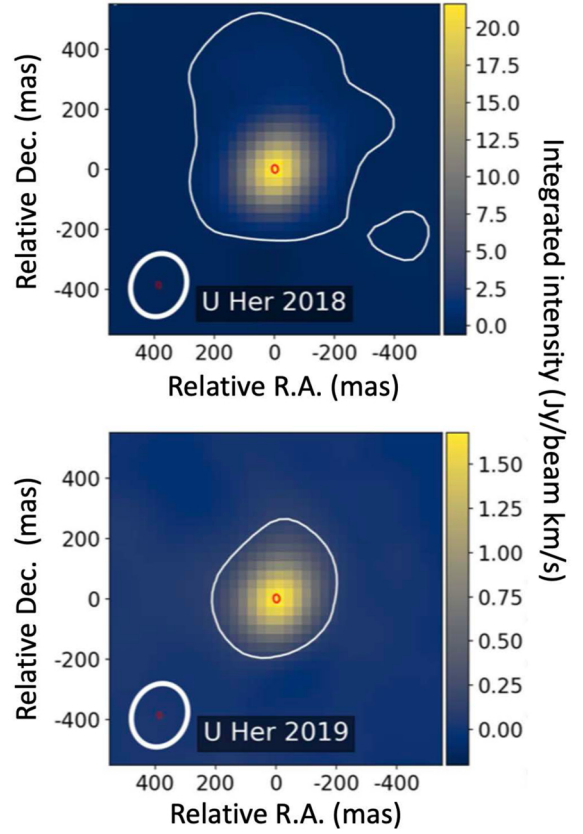 400
200
0
-200
-400
Relative Dec. (mas)
U Her 2018
400 200 0 -200 -400
Relative R.A. (mas)
20.0
17.5
15.0
12.5
10.0
7.5
5.0
2.5
0.0
Integrated intensity (Jy/beam km/s)
400
200
0
-200
-400
Relative Dec. (mas)
U Her 2019
400 200 0 -200 -400
Relative R.A. (mas)
1.50
1.25
1.00
0.75
0.50
0.25
0.00